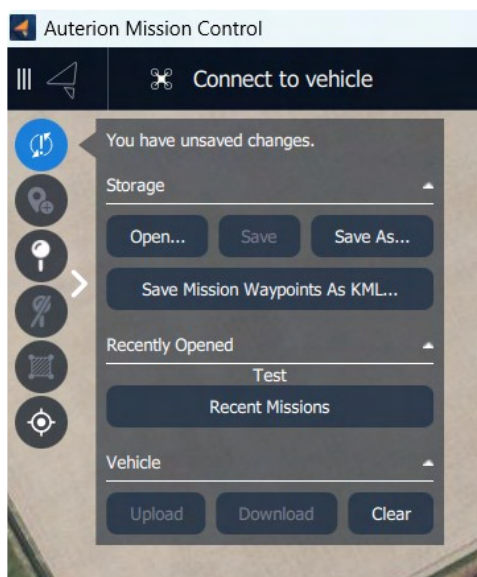 Auterion Mission Control
Connect to vehicle
You have unsaved changes.
Storage
Open... Save Save As...
Save Mission Waypoints As KML...
Recently Opened
Test
Recent Missions
Vehicle
Upload Download Clear